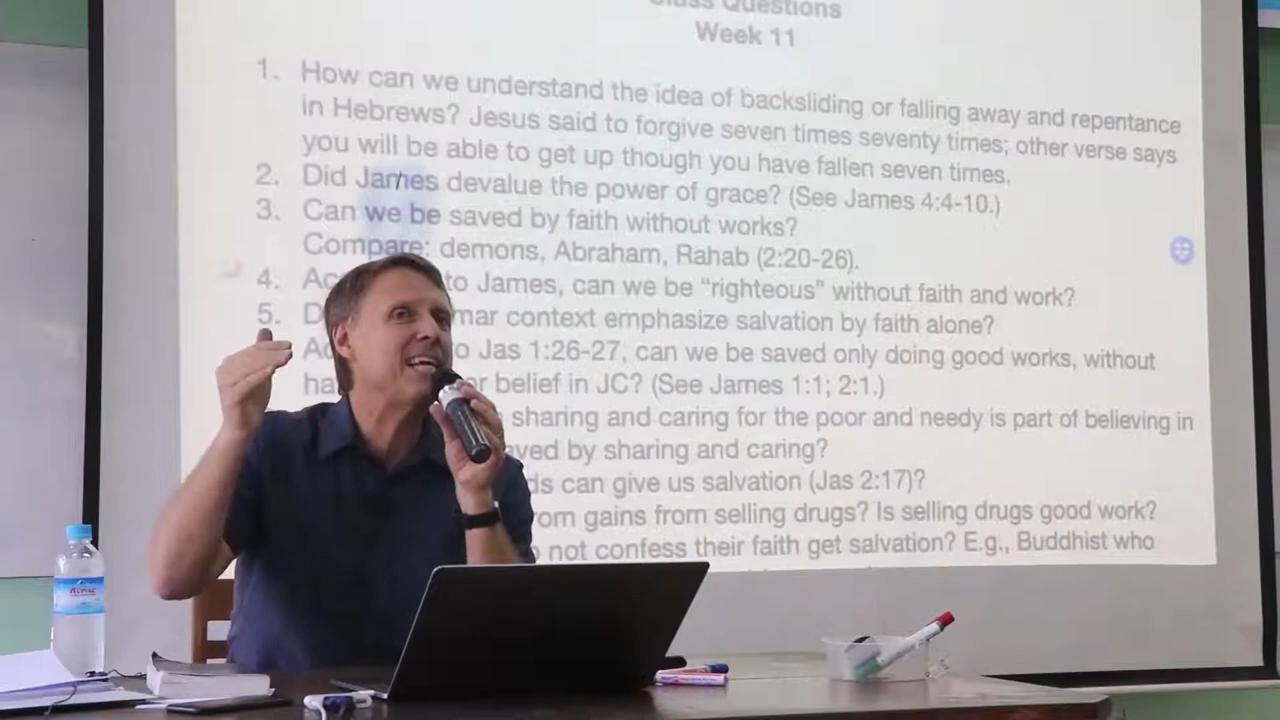 Class Questions
Week 11
1. How can we understand the idea of backsliding or falling away and repentance
in Hebrews? Jesus said to forgive seven times seventy times; other verse says
you will be able to get up though you have fallen seven times.
2. Did James devalue the power of grace? (See James 4:4-10.)
3. Can we be saved by faith without works?
Compare: demons, Abraham, Rahab (2:20-26).
4. to James, can we be “righteous” without faith and work?
5. context emphasize salvation by faith alone?
Jas 1:26-27, can we be saved only doing good works, without
belief in JC? (See James 1:1; 2:1.)
sharing and caring for the poor and needy is part of believing in
by sharing and caring?
can give us salvation (Jas 2:17)?
gains from selling drugs? Is selling drugs good work?
not confess their faith get salvation? E.g., Buddhist who